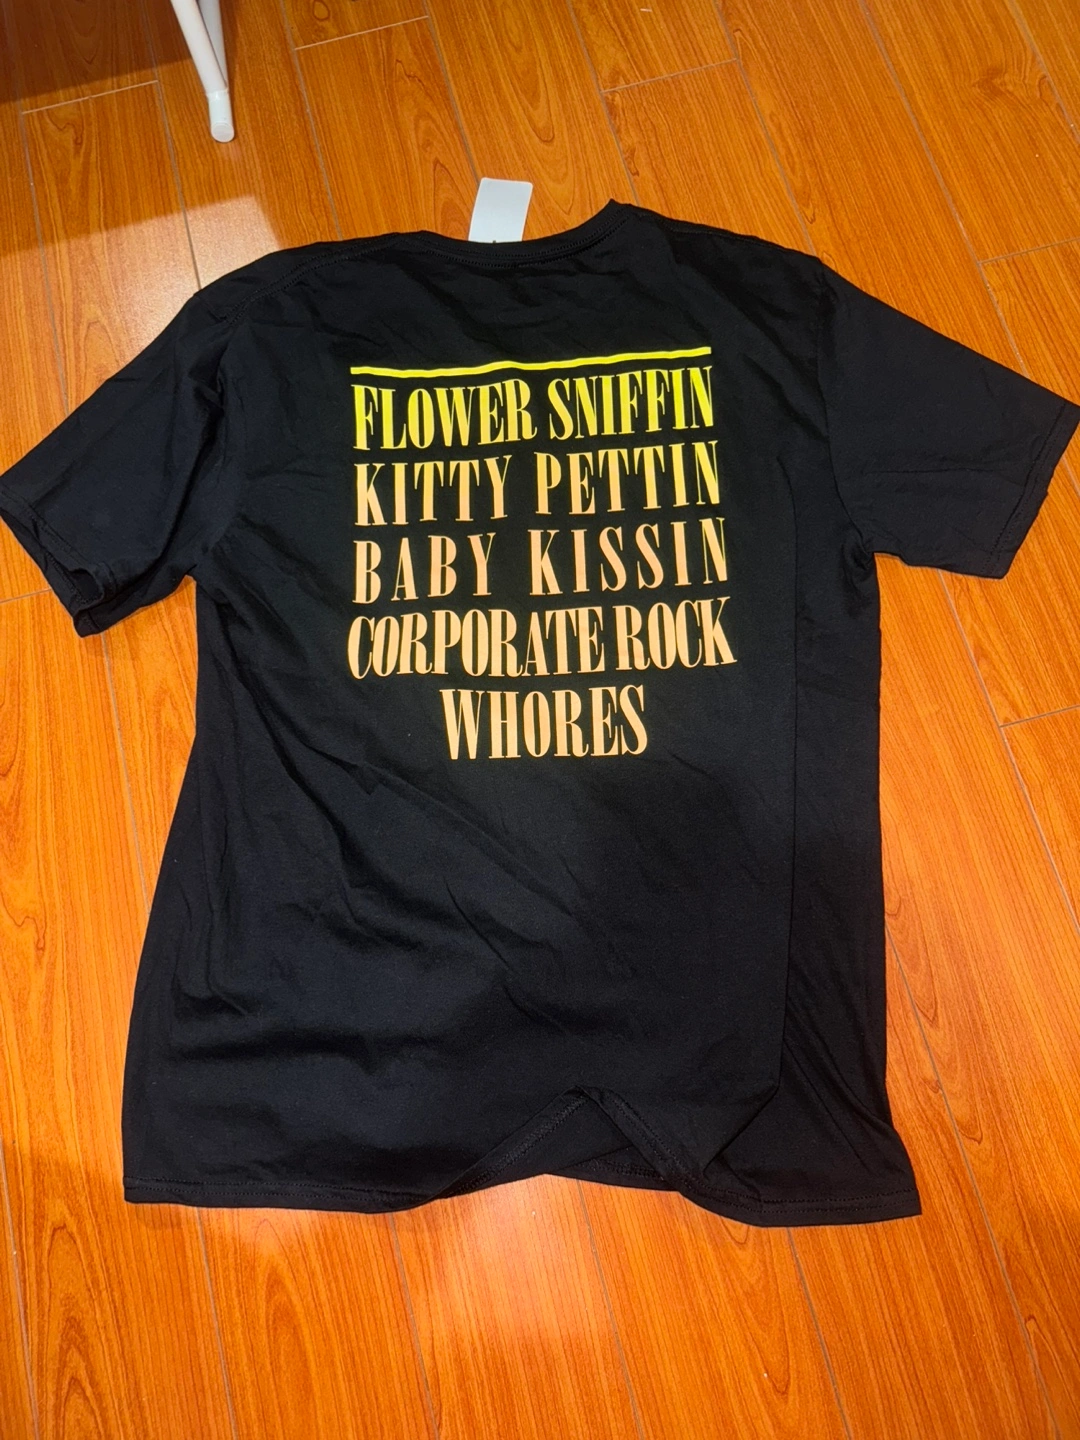 FLOWER SNIFFIN
KITTY PETTIN
BABY KISSIN
CORPORATE ROCK
WHORES